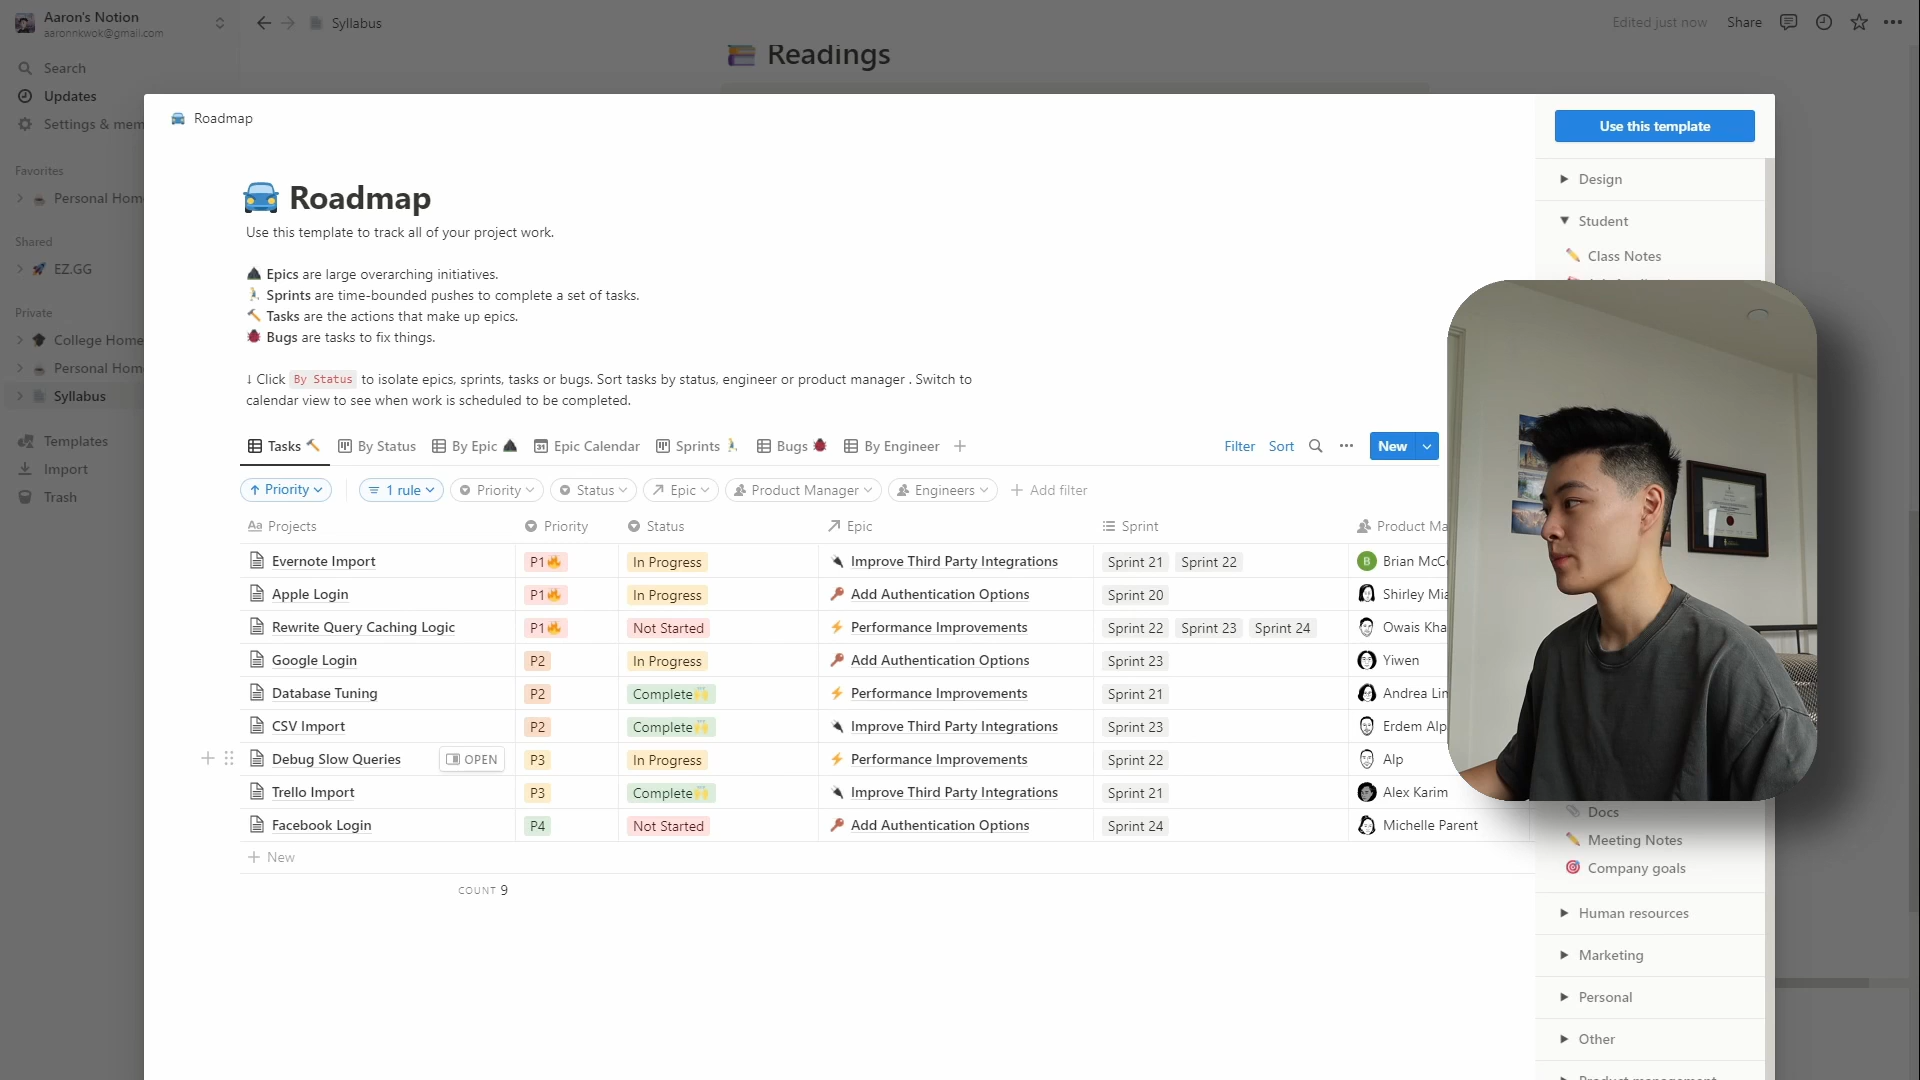 Aaron's Notion
aaronnkwok@gmail.com
Search
Updates
Settings & mem
Favorites
Personal Hom
Shared
EZ.GG
Private
College Home
Personal Hom
Syllabus
Templates
Import
Trash
Syllabus
Edited just now
Share
Readings
Roadmap
Roadmap
Use this template to track all of your project work.
Epics are large overarching initiatives.
Sprints are time-bounded pushes to complete a set of tasks.
Tasks are the actions that make up epics.
Bugs are tasks to fix things.
↓ Click By Status to isolate epics, sprints, tasks or bugs. Sort tasks by status, engineer or product manager . Switch to
calendar view to see when work is scheduled to be completed.
Tasks By Status By Epic Epic Calendar Sprints Bugs By Engineer
Filter Sort New
Priority 1 rule Priority Status Epic Product Manager Engineers Add filter
Aa Projects Priority Status Epic Sprint Product Ma
Evernote Import P1 In Progress Improve Third Party Integrations Sprint 21 Sprint 22 B Brian McC
Apple Login P1 In Progress Add Authentication Options Sprint 20 Shirley Mia
Rewrite Query Caching Logic P1 Not Started Performance Improvements Sprint 22 Sprint 23 Sprint 24 Owais Kha
Google Login P2 In Progress Add Authentication Options Sprint 23 Yiwen
Database Tuning P2 Complete Performance Improvements Sprint 21 Andrea Lim
CSV Import P2 Complete Improve Third Party Integrations Sprint 23 Erdem Alp
Debug Slow Queries OPEN P3 In Progress Performance Improvements Sprint 22 Alp
Trello Import P3 Complete Improve Third Party Integrations Sprint 21 Alex Karim
Facebook Login P4 Not Started Add Authentication Options Sprint 24 Michelle Parent
New
COUNT 9
Use this template
Design
Student
Class Notes
Docs
Meeting Notes
Company goals
Human resources
Marketing
Personal
Other
Product management